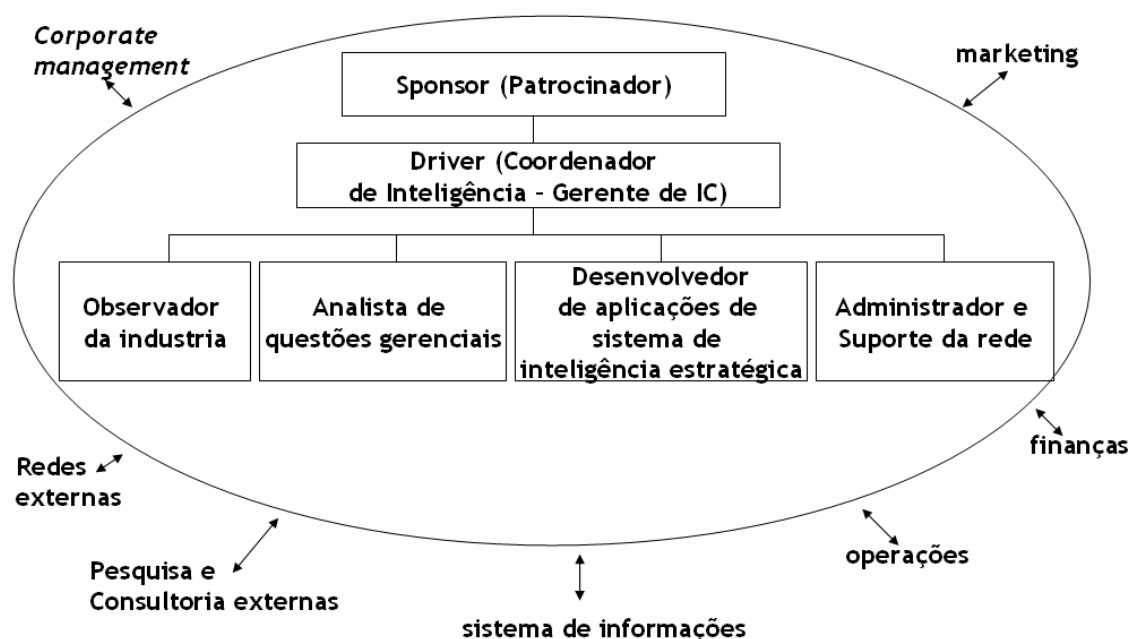 Corporate
management
marketing
Sponsor (Patrocinador)
Driver (Coordenador
de Inteligência - Gerente de IC)
Observador
da industria
Analista de
questões gerenciais
Desenvolvedor
de aplicações de
sistema de
inteligência estratégica
Administrador e
Suporte da rede
finanças
Redes
externas
operações
Pesquisa e
Consultoria externas
sistema de informações